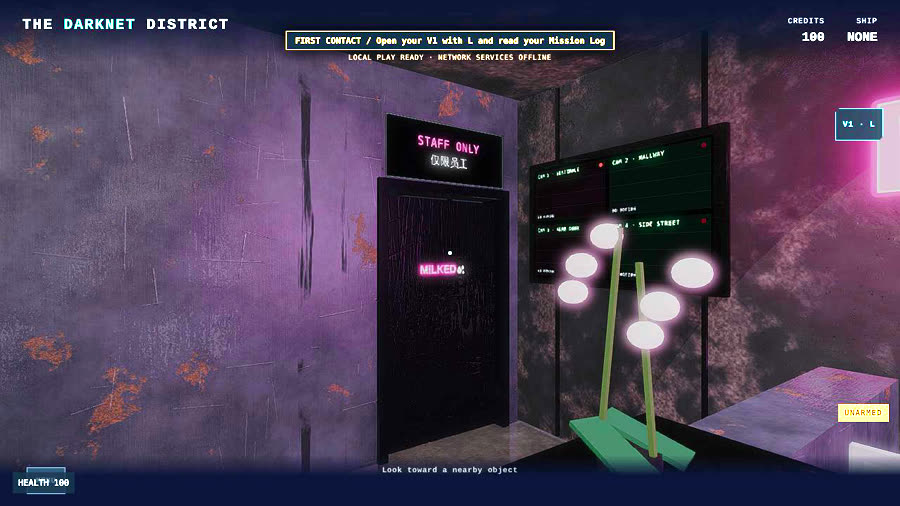 THE DARKNET DISTRICT
FIRST CONTACT / Open your V1 with L and read your Mission Log
LOCAL PLAY READY · NETWORK SERVICES OFFLINE
CREDITS
100
SHIP
NONE
V1 · L
STAFF ONLY
仅限员工
CAM 2 · HALLWAY
SIDE STREET
MILKED
UNARMED
Look toward a nearby object
HEALTH 100